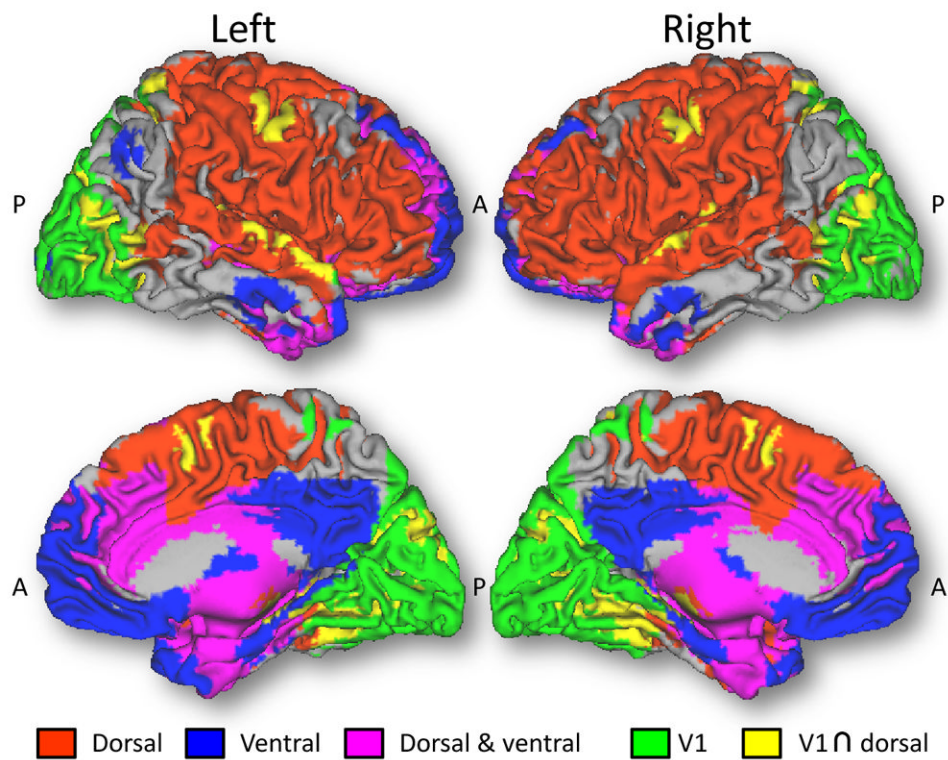 Left Right
P A P
A P A
Dorsal Ventral Dorsal & ventral V1 V1∩ dorsal